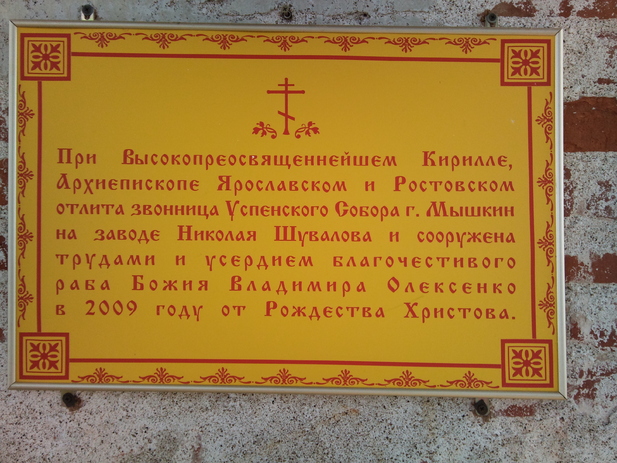 При Высокопреосвященнейшем Кирилле,
Архиепископе Ярославском и Ростовском
отлита звонница Успенского Собора г. Мышкин
на заводе Николая Шувалова и сооружена
трудами и усердием благочестивого
раба Божия Владимира Олексенко
в 2009 году от Рождества Христова.